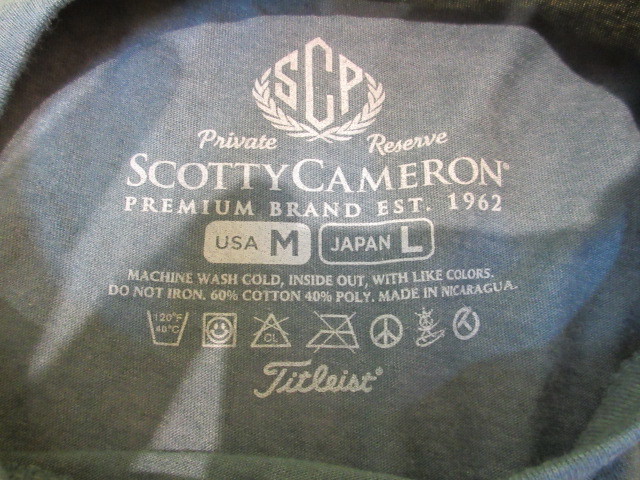 SCP
Private Reserve
SCOTTY CAMERON®
PREMIUM BRAND EST. 1962
USA M JAPAN L
MACHINE WASH COLD, INSIDE OUT, WITH LIKE COLORS.
DO NOT IRON. 60% COTTON 40% POLY. MADE IN NICARAGUA.
120°F
40°C CL
Titleist®